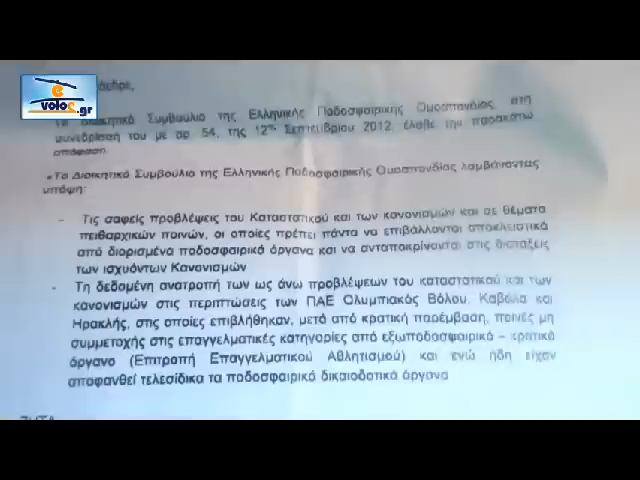 e
volos.gr
Το Διοικητικό Συμβούλιο της Ελληνικής Ποδοσφαιρικής Ομοσπονδίας, στη
συνεδρίασή του με αρ. 54, της 12ης Σεπτεμβρίου 2012, έλαβε την παρακάτω
απόφαση.
«Το Διοικητικό Συμβούλιο της Ελληνικής Ποδοσφαιρικής Ομοσπονδίας λαμβάνοντας
υπόψη:
- Τις σαφείς προβλέψεις του Καταστατικού και των κανονισμών και σε θέματα
πειθαρχικών ποινών, οι οποίες πρέπει πάντα να επιβάλλονται αποκλειστικά
από διορισμένα ποδοσφαιρικά όργανα και να ανταποκρίνονται στις διατάξεις
των ισχυόντων Κανονισμών
- Τη δεδομένη ανατροπή των ως άνω προβλέψεων του καταστατικού και των
κανονισμών στις περιπτώσεις των ΠΑΕ Ολυμπιακός Βόλου, Καβάλα και
Ηρακλής, στις οποίες επιβλήθηκαν, μετά από κρατική παρέμβαση, ποινές μη
συμμετοχής στις επαγγελματικές κατηγορίες από εξωποδοσφαιρικό – κρατικό
όργανο (Επιτροπή Επαγγελματικού Αθλητισμού) και ενώ ήδη είχαν
αποφανθεί τελεσίδικα τα ποδοσφαιρικά δικαιοδοτικά όργανα